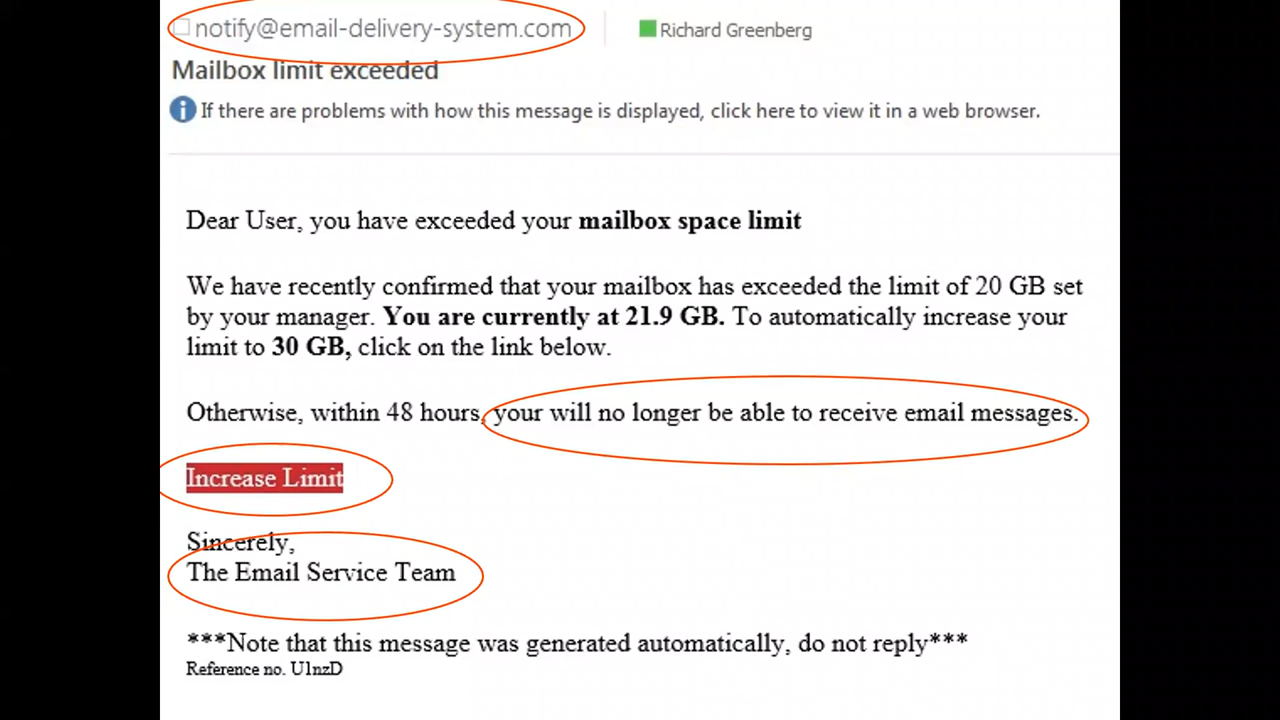 notify@email-delivery-system.com
Richard Greenberg
Mailbox limit exceeded
If there are problems with how this message is displayed, click here to view it in a web browser.
Dear User, you have exceeded your mailbox space limit
We have recently confirmed that your mailbox has exceeded the limit of 20 GB set
by your manager. You are currently at 21.9 GB. To automatically increase your
limit to 30 GB, click on the link below.
Otherwise, within 48 hours, your will no longer be able to receive email messages.
Increase Limit
Sincerely,
The Email Service Team
***Note that this message was generated automatically, do not reply***
Reference no. U1nzD